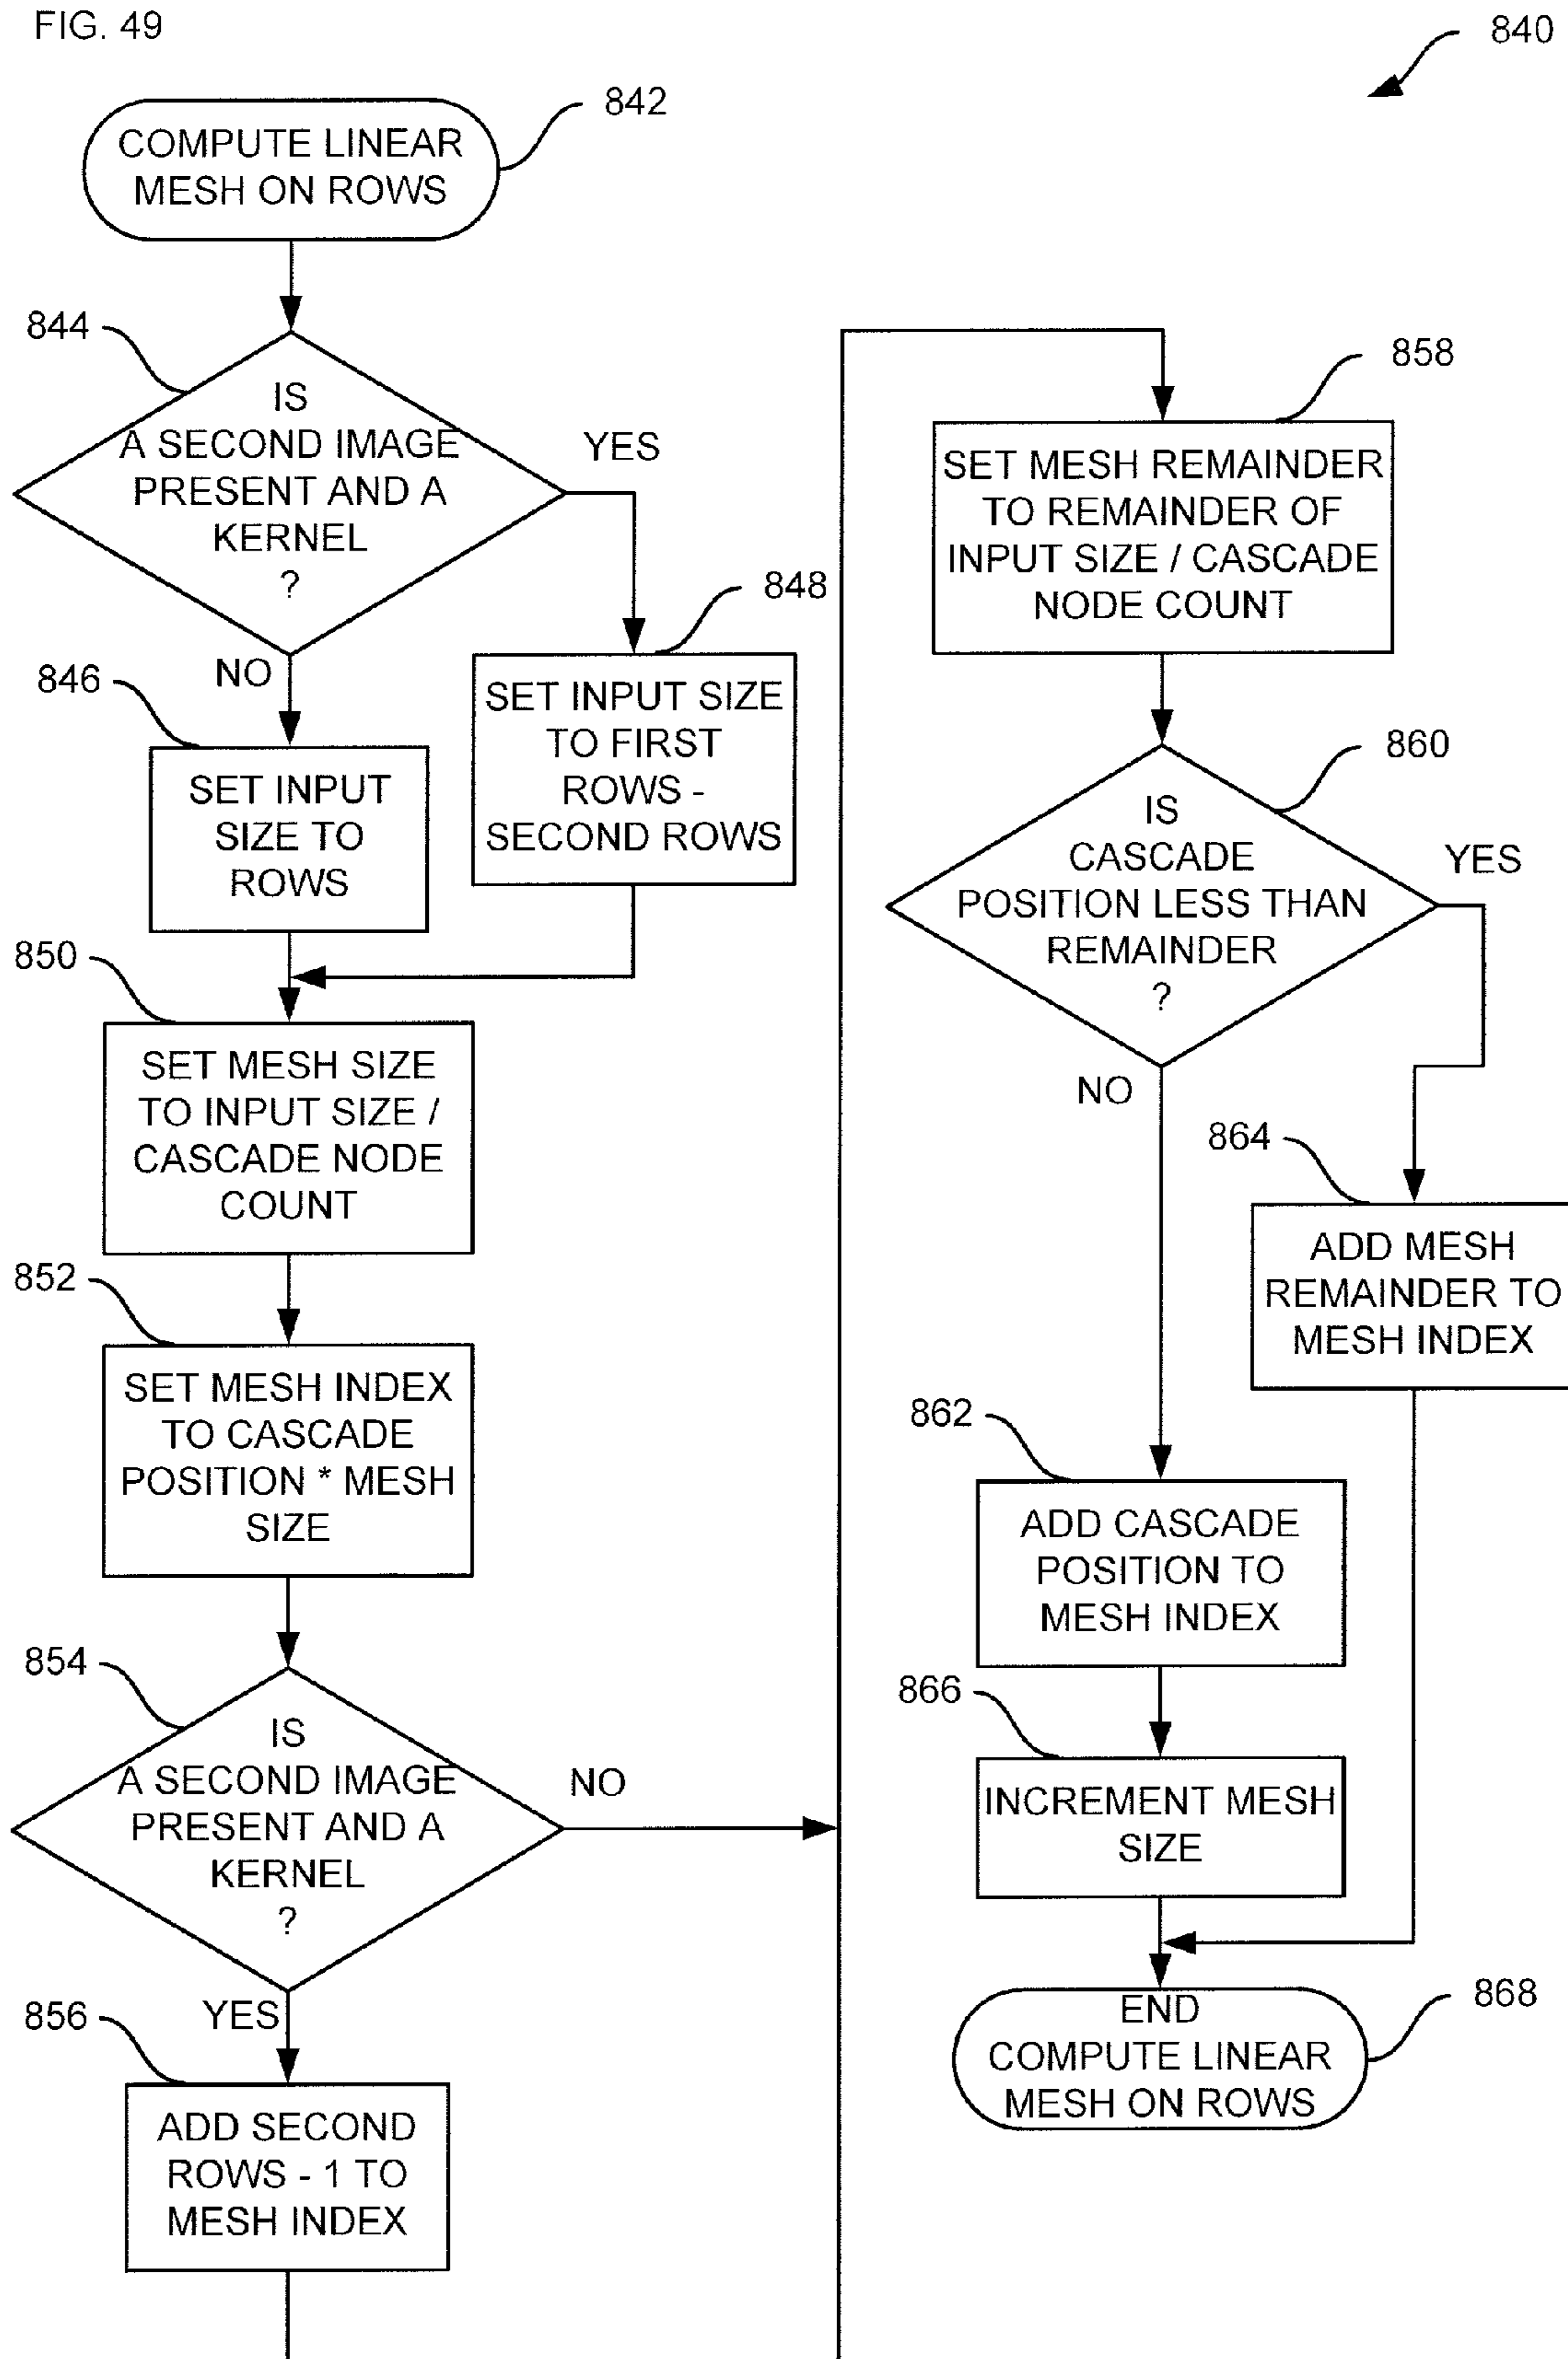 FIG. 49
840
842
COMPUTE LINEAR
MESH ON ROWS
844
IS
A SECOND IMAGE
PRESENT AND A
KERNEL
?
YES
NO
848
SET INPUT SIZE
TO FIRST
ROWS -
SECOND ROWS
846
SET INPUT
SIZE TO
ROWS
850
SET MESH SIZE
TO INPUT SIZE /
CASCADE NODE
COUNT
852
SET MESH INDEX
TO CASCADE
POSITION * MESH
SIZE
854
IS
A SECOND IMAGE
PRESENT AND A
KERNEL
?
NO
YES
856
ADD SECOND
ROWS - 1 TO
MESH INDEX
858
SET MESH REMAINDER
TO REMAINDER OF
INPUT SIZE / CASCADE
NODE COUNT
860
IS
CASCADE
POSITION LESS THAN
REMAINDER
?
YES
NO
864
ADD MESH
REMAINDER TO
MESH INDEX
862
ADD CASCADE
POSITION TO
MESH INDEX
866
INCREMENT MESH
SIZE
868
END
COMPUTE LINEAR
MESH ON ROWS